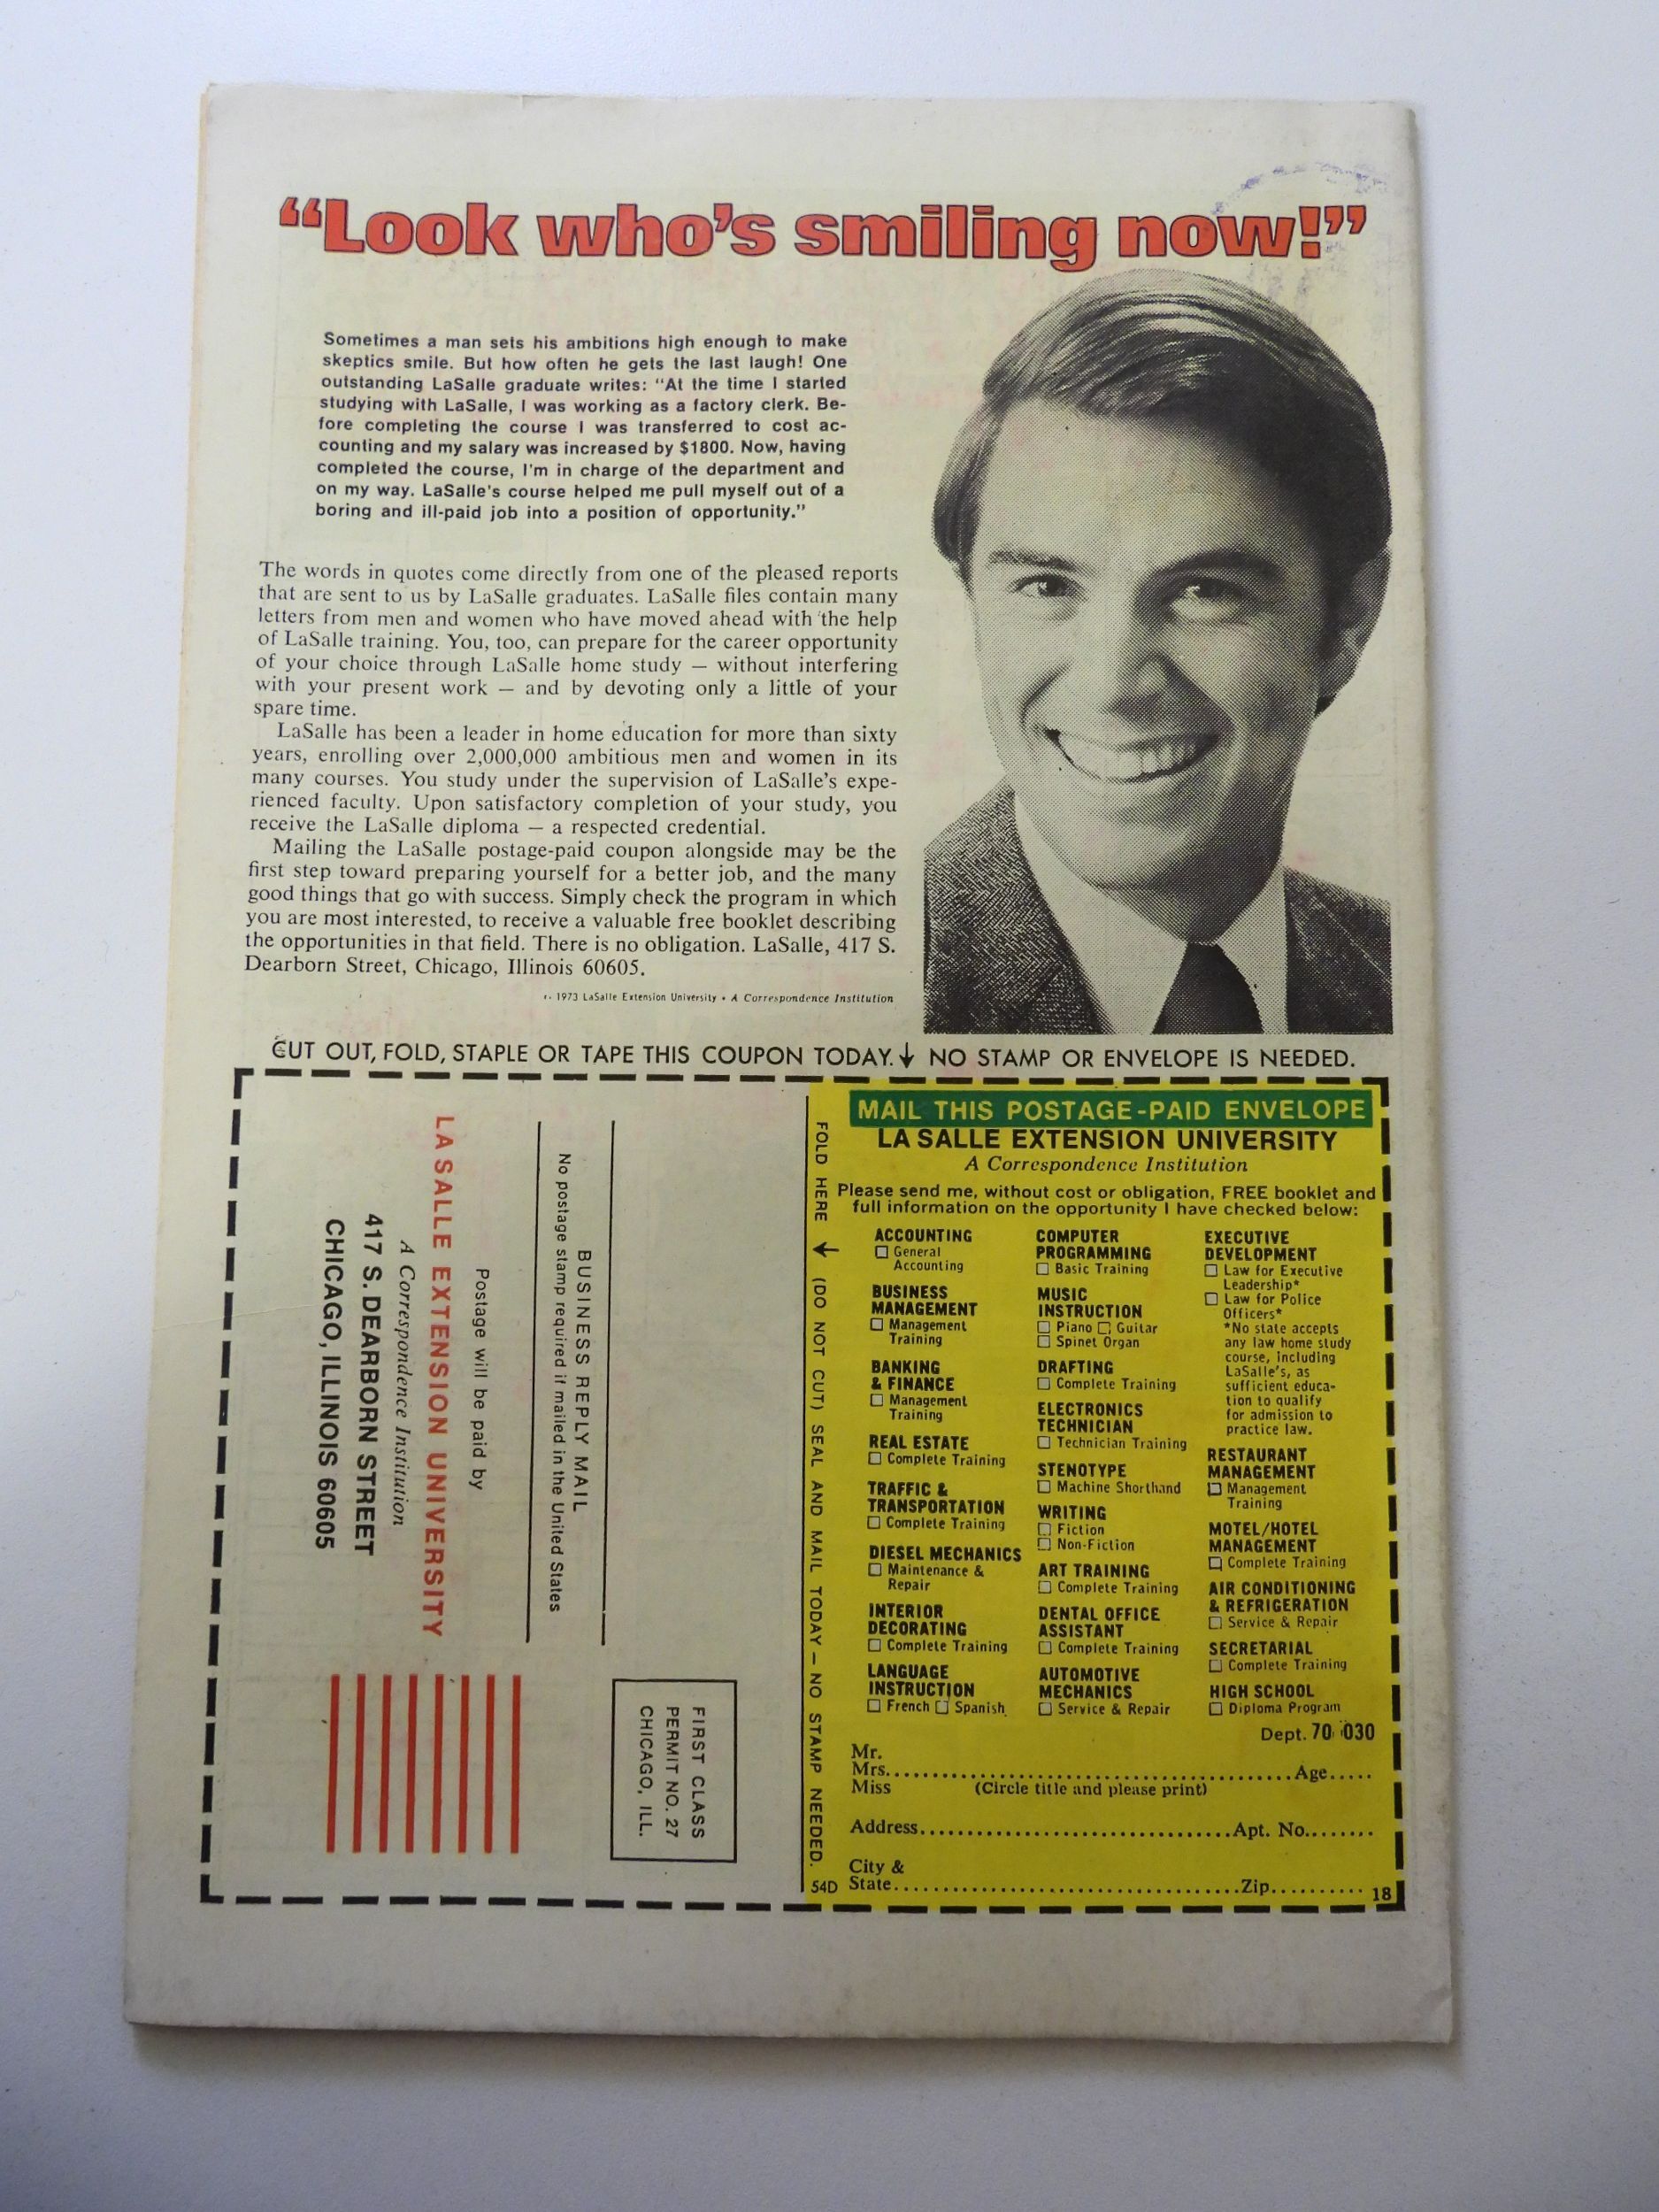 “Look who’s smiling now!”
Sometimes a man sets his ambitions high enough to make
skeptics smile. But how often he gets the last laugh! One
outstanding LaSalle graduate writes: “At the time I started
studying with LaSalle, I was working as a factory clerk. Be-
fore completing the course I was transferred to cost ac-
counting and my salary was increased by $1800. Now, having
completed the course, I'm in charge of the department and
on my way. LaSalle's course helped me pull myself out of a
boring and ill-paid job into a position of opportunity.”
The words in quotes come directly from one of the pleased reports
that are sent to us by LaSalle graduates. LaSalle files contain many
letters from men and women who have moved ahead with the help
of LaSalle training. You, too, can prepare for the career opportunity
of your choice through LaSalle home study — without interfering
with your present work — and by devoting only a little of your
spare time.
LaSalle has been a leader in home education for more than sixty
years, enrolling over 2,000,000 ambitious men and women in its
many courses. You study under the supervision of LaSalle's expe-
rienced faculty. Upon satisfactory completion of your study, you
receive the LaSalle diploma — a respected credential.
Mailing the LaSalle postage-paid coupon alongside may be the
first step toward preparing yourself for a better job, and the many
good things that go with success. Simply check the program in which
you are most interested, to receive a valuable free booklet describing
the opportunities in that field. There is no obligation. LaSalle, 417 S.
Dearborn Street, Chicago, Illinois 60605.
1973 LaSalle Extension University • A Correspondence Institution
CUT OUT, FOLD, STAPLE OR TAPE THIS COUPON TODAY. ↓ NO STAMP OR ENVELOPE IS NEEDED.
FIRST CLASS
PERMIT NO. 27
CHICAGO, ILL.
BUSINESS REPLY MAIL
No postage stamp required if mailed in the United States
Postage will be paid by
LA SALLE EXTENSION UNIVERSITY
A Correspondence Institution
417 S. DEARBORN STREET
CHICAGO, ILLINOIS 60605
FOLD HERE ↓ (DO NOT CUT) SEAL AND MAIL TODAY — NO STAMP NEEDED.
54D
MAIL THIS POSTAGE-PAID ENVELOPE
LA SALLE EXTENSION UNIVERSITY
A Correspondence Institution
Please send me, without cost or obligation, FREE booklet and
full information on the opportunity I have checked below:
ACCOUNTING
□ General
Accounting
BUSINESS
MANAGEMENT
□ Management
Training
BANKING
& FINANCE
□ Management
Training
REAL ESTATE
□ Complete Training
TRAFFIC &
TRANSPORTATION
□ Complete Training
DIESEL MECHANICS
□ Maintenance &
Repair
INTERIOR
DECORATING
□ Complete Training
LANGUAGE
INSTRUCTION
□ French □ Spanish
COMPUTER
PROGRAMMING
□ Basic Training
MUSIC
INSTRUCTION
□ Piano □ Guitar
□ Spinet Organ
DRAFTING
□ Complete Training
ELECTRONICS
TECHNICIAN
□ Technician Training
STENOTYPE
□ Machine Shorthand
WRITING
□ Fiction
□ Non-Fiction
ART TRAINING
□ Complete Training
DENTAL OFFICE
ASSISTANT
□ Complete Training
AUTOMOTIVE
MECHANICS
□ Service & Repair
EXECUTIVE
DEVELOPMENT
□ Law for Executive
Leadership*
□ Law for Police
Officers*
*No state accepts
any law home study
course, including
LaSalle's, as
sufficient educa-
tion to qualify
for admission to
practice law.
RESTAURANT
MANAGEMENT
□ Management
Training
MOTEL/HOTEL
MANAGEMENT
□ Complete Training
AIR CONDITIONING
& REFRIGERATION
□ Service & Repair
SECRETARIAL
□ Complete Training
HIGH SCHOOL
□ Diploma Program
Dept. 70 030
Mr.
Mrs.....Age.....
Miss (Circle title and please print)
Address.....Apt. No.....
City &
State.....Zip.....
18